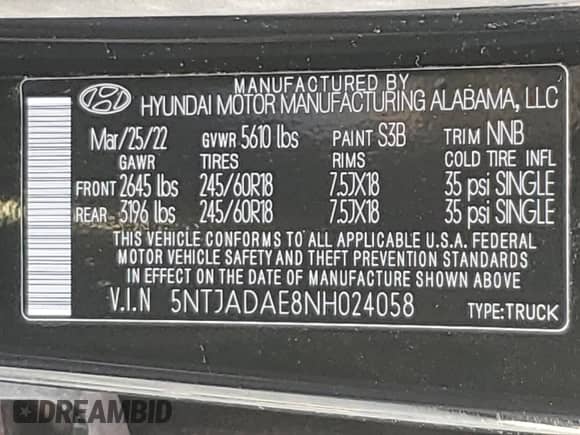 MANUFACTURED BY
HYUNDAI MOTOR MANUFACTURING ALABAMA, LLC
Mar/25/22 GVWR 5610 lbs PAINT S3B TRIM NNB
GAWR TIRES RIMS COLD TIRE INFL
FRONT 2645 lbs 245/60R18 7.5JX18 35 psi SINGLE
REAR 3196 lbs 245/60R18 7.5JX18 35 psi SINGLE
THIS VEHICLE CONFORMS TO ALL APPLICABLE U.S.A. FEDERAL
MOTOR VEHICLE SAFETY AND THEFT PREVENTION STANDARDS
IN EFFECT ON THE DATE OF MANUFACTURE SHOWN ABOVE
V.I.N 5NTJADAE8NH024058 TYPE:TRUCK
DREAMBID